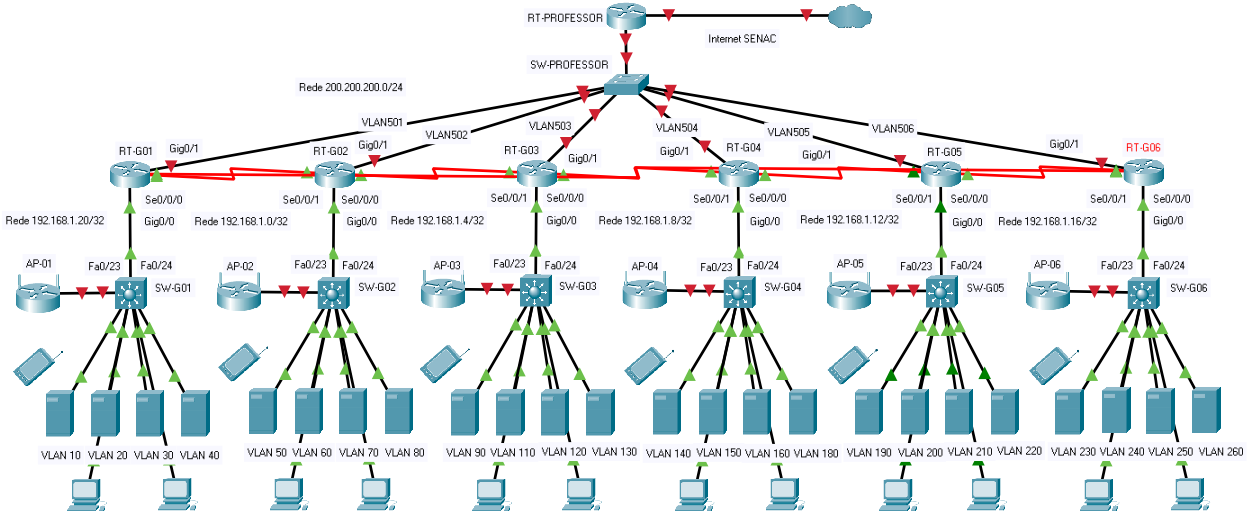 RT-PROFESSOR
Internet SENAC
SW-PROFESSOR
Rede 200.200.200.0/24
VLAN501
VLAN502
VLAN503
VLAN504
VLAN505
VLAN506
RT-G01
Gig0/1
RT-G02
Gig0/1
RT-G03
Gig0/1
RT-G04
Gig0/1
RT-G05
Gig0/1
RT-G06
Gig0/1
Se0/0/0
Se0/0/1
Se0/0/0
Se0/0/1
Se0/0/0
Se0/0/1
Se0/0/0
Se0/0/1
Se0/0/0
Se0/0/1
Se0/0/0
Rede 192.168.1.20/32
Gig0/0
Rede 192.168.1.0/32
Gig0/0
Rede 192.168.1.4/32
Gig0/0
Rede 192.168.1.8/32
Gig0/0
Rede 192.168.1.12/32
Gig0/0
Rede 192.168.1.16/32
Gig0/0
AP-01
Fa0/23
Fa0/24
AP-02
Fa0/23
Fa0/24
AP-03
Fa0/23
Fa0/24
AP-04
Fa0/23
Fa0/24
AP-05
Fa0/23
Fa0/24
AP-06
Fa0/23
Fa0/24
SW-G01
SW-G02
SW-G03
SW-G04
SW-G05
SW-G06
VLAN 10
VLAN 20
VLAN 30
VLAN 40
VLAN 50
VLAN 60
VLAN 70
VLAN 80
VLAN 90
VLAN 110
VLAN 120
VLAN 130
VLAN 140
VLAN 150
VLAN 160
VLAN 180
VLAN 190
VLAN 200
VLAN 210
VLAN 220
VLAN 230
VLAN 240
VLAN 250
VLAN 260